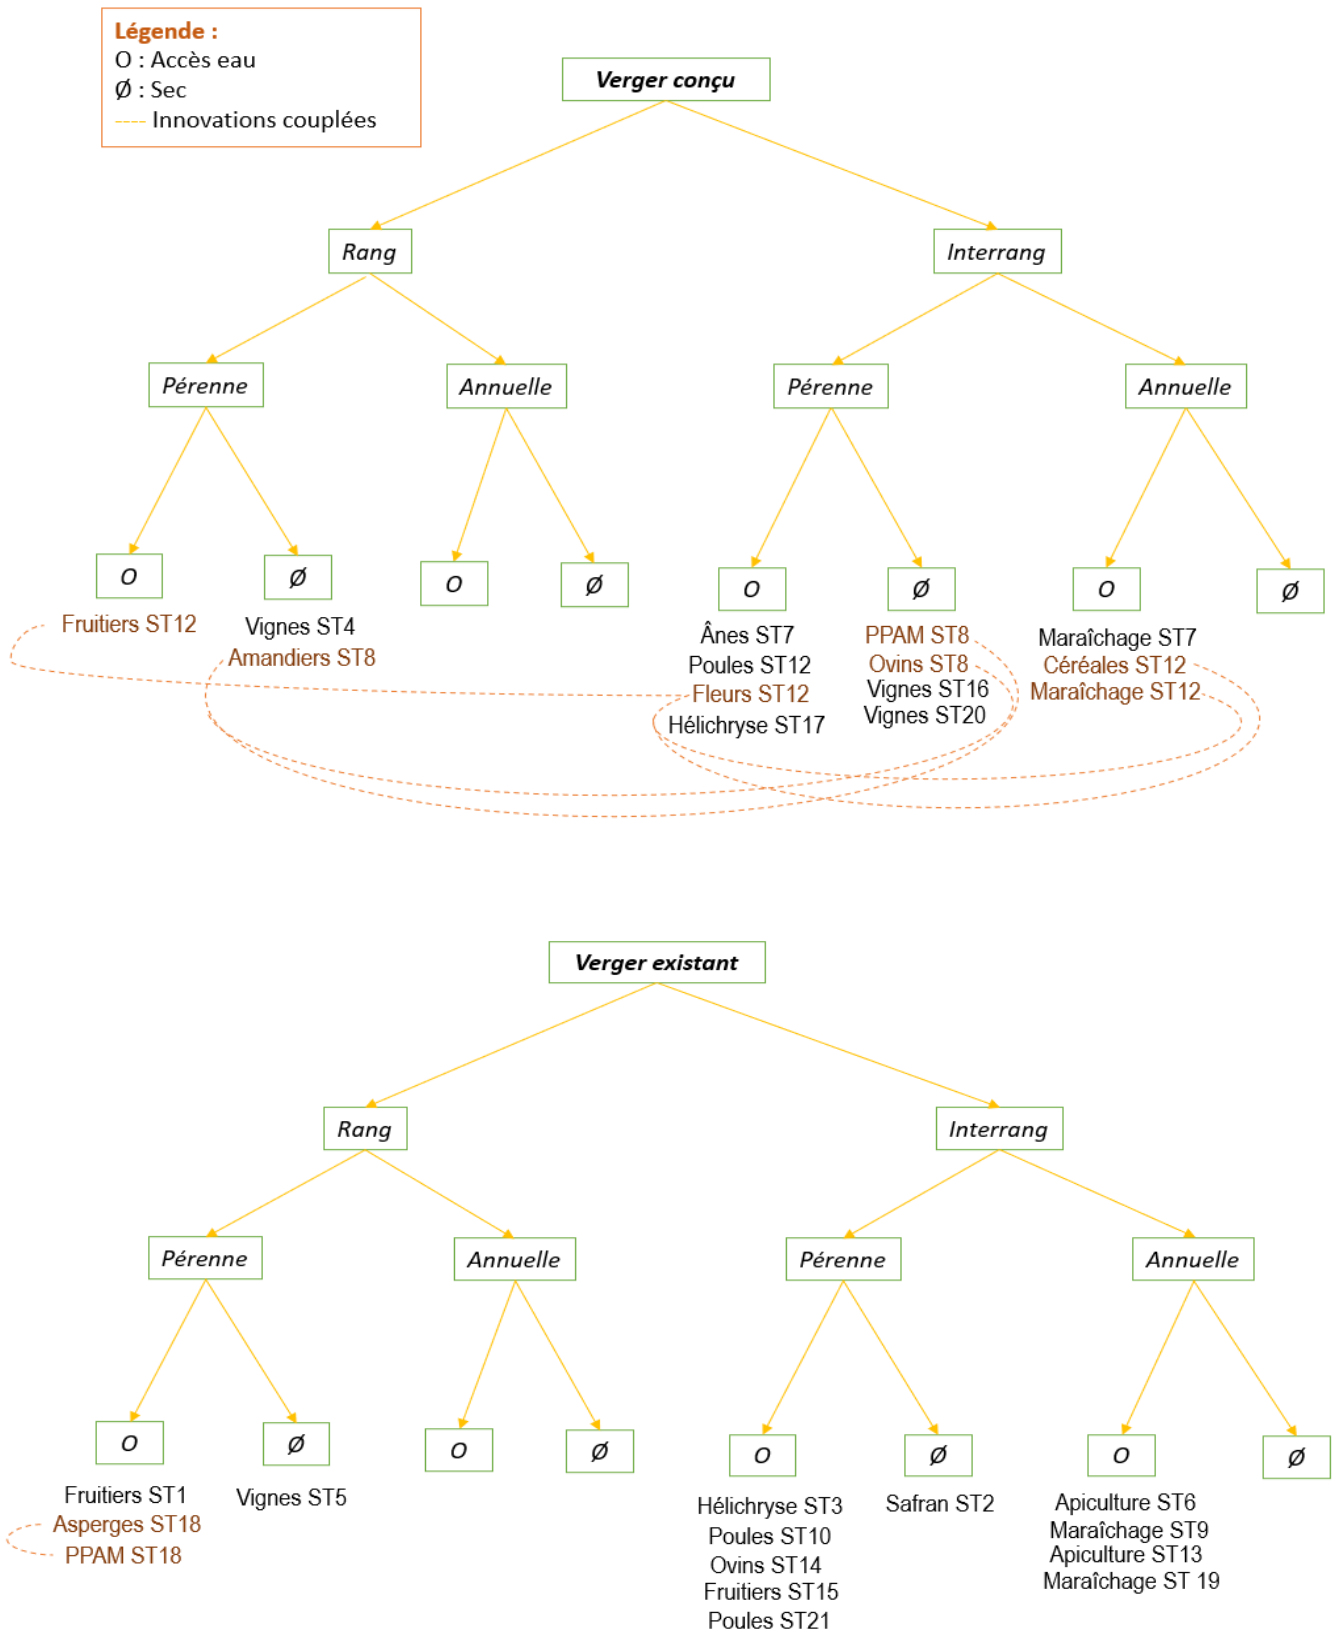 Légende :
O : Accès eau
Ø : Sec
---- Innovations couplées
Verger conçu
Rang
Interrang
Pérenne
Annuelle
Pérenne
Annuelle
O
Ø
O
Ø
O
Ø
O
Ø
Fruitiers ST12
Vignes ST4
Amandiers ST8
Ânes ST7
Poules ST12
Fleurs ST12
Hélichryse ST17
PPAM ST8
Ovins ST8
Vignes ST16
Vignes ST20
Maraîchage ST7
Céréales ST12
Maraîchage ST12
Verger existant
Rang
Interrang
Pérenne
Annuelle
Pérenne
Annuelle
O
Ø
O
Ø
O
Ø
O
Ø
Fruitiers ST1
Asperges ST18
PPAM ST18
Vignes ST5
Hélichryse ST3
Poules ST10
Ovins ST14
Fruitiers ST15
Poules ST21
Safran ST2
Apiculture ST6
Maraîchage ST9
Apiculture ST13
Maraîchage ST 19